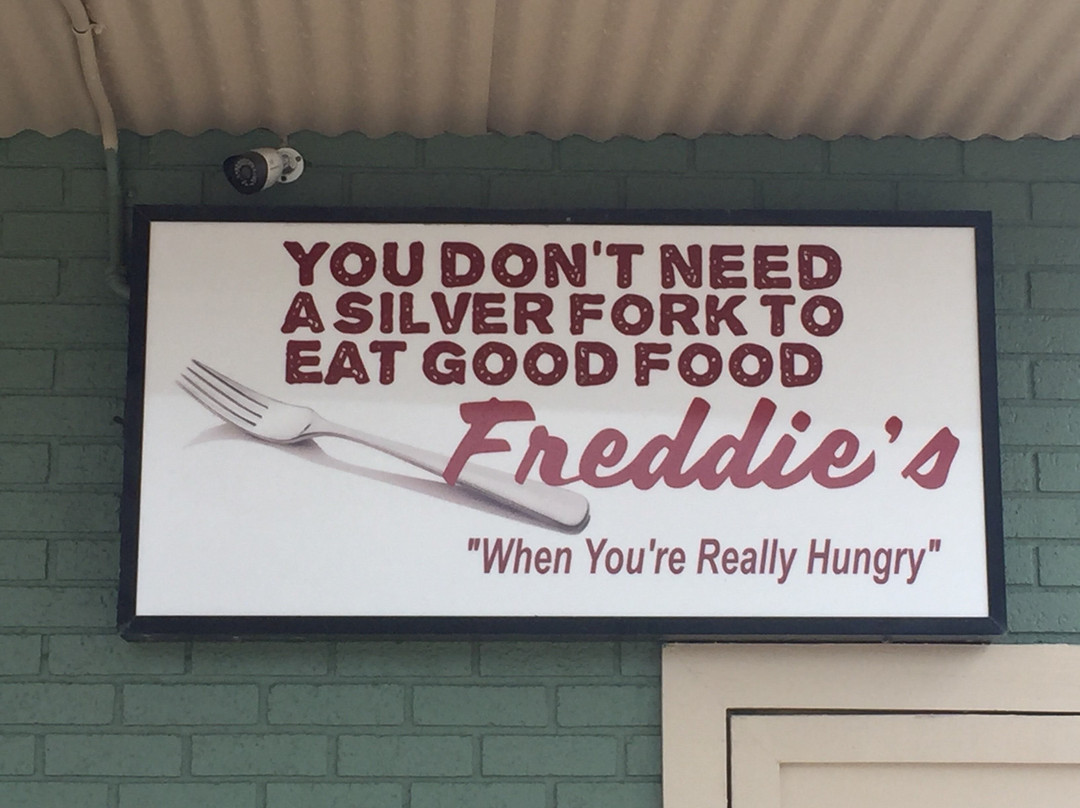 YOU DON'T NEED
A SILVER FORK TO
EAT GOOD FOOD
Freddie's
"When You're Really Hungry"